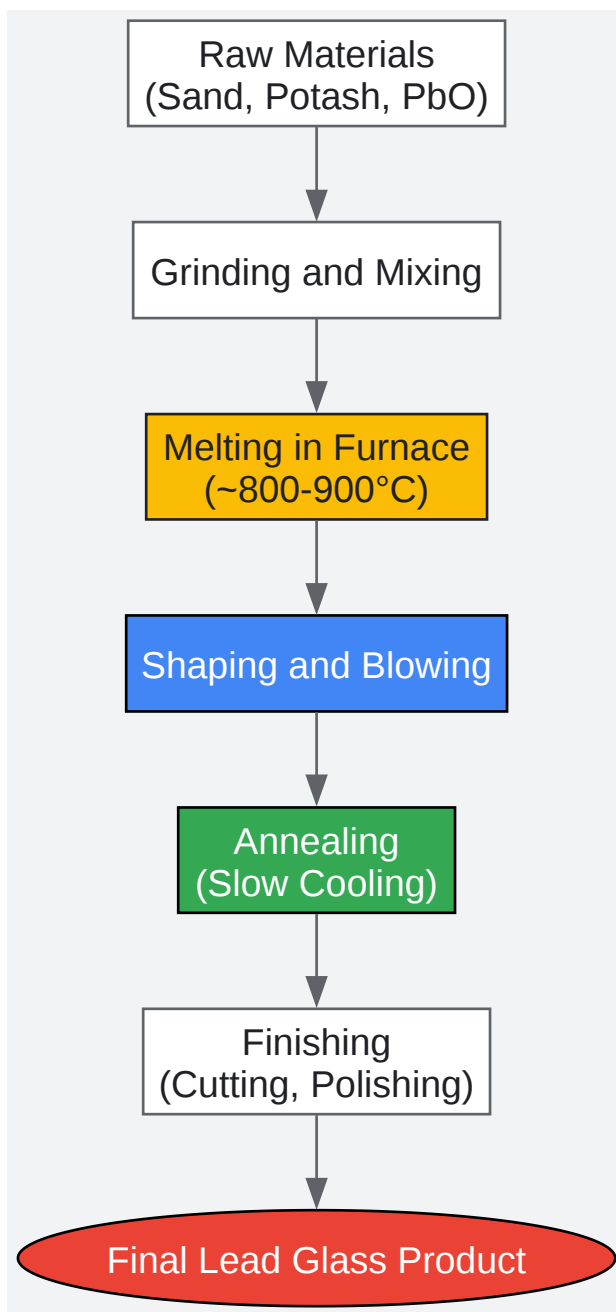 Raw Materials
(Sand, Potash, PbO)
Grinding and Mixing
Melting in Furnace
(~800-900°C)
Shaping and Blowing
Annealing
(Slow Cooling)
Finishing
(Cutting, Polishing)
Final Lead Glass Product